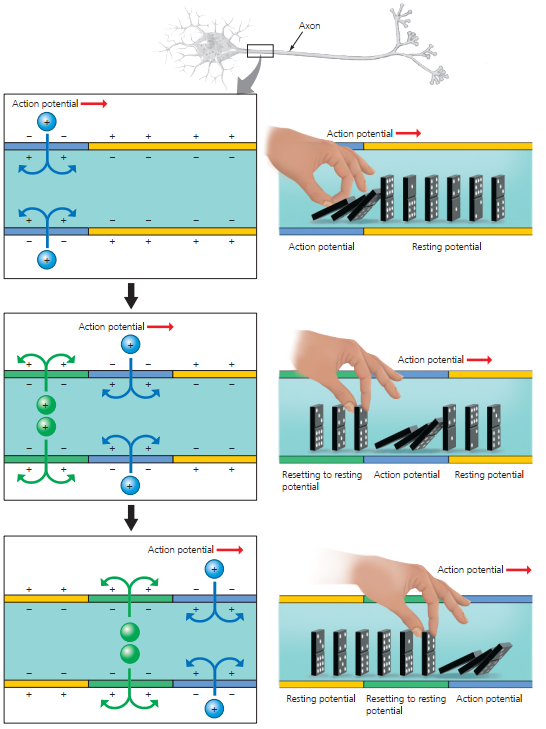 Axon
Action potential
+
− − + + + +
+ + − − − −
+ + − − − −
− − + + + +
+
Action potential
Action potential
Resting potential
Action potential
+
+ + − − + +
− − + + − −
+
+
− − + + − −
+ + − − + +
+
Action potential
Resetting to resting
potential
Action potential
Resting potential
Action potential
+
+ + + + − −
− − − − + +
− − − − + +
+ + + + − −
+
Action potential
Resting potential
Resetting to resting
potential
Action potential